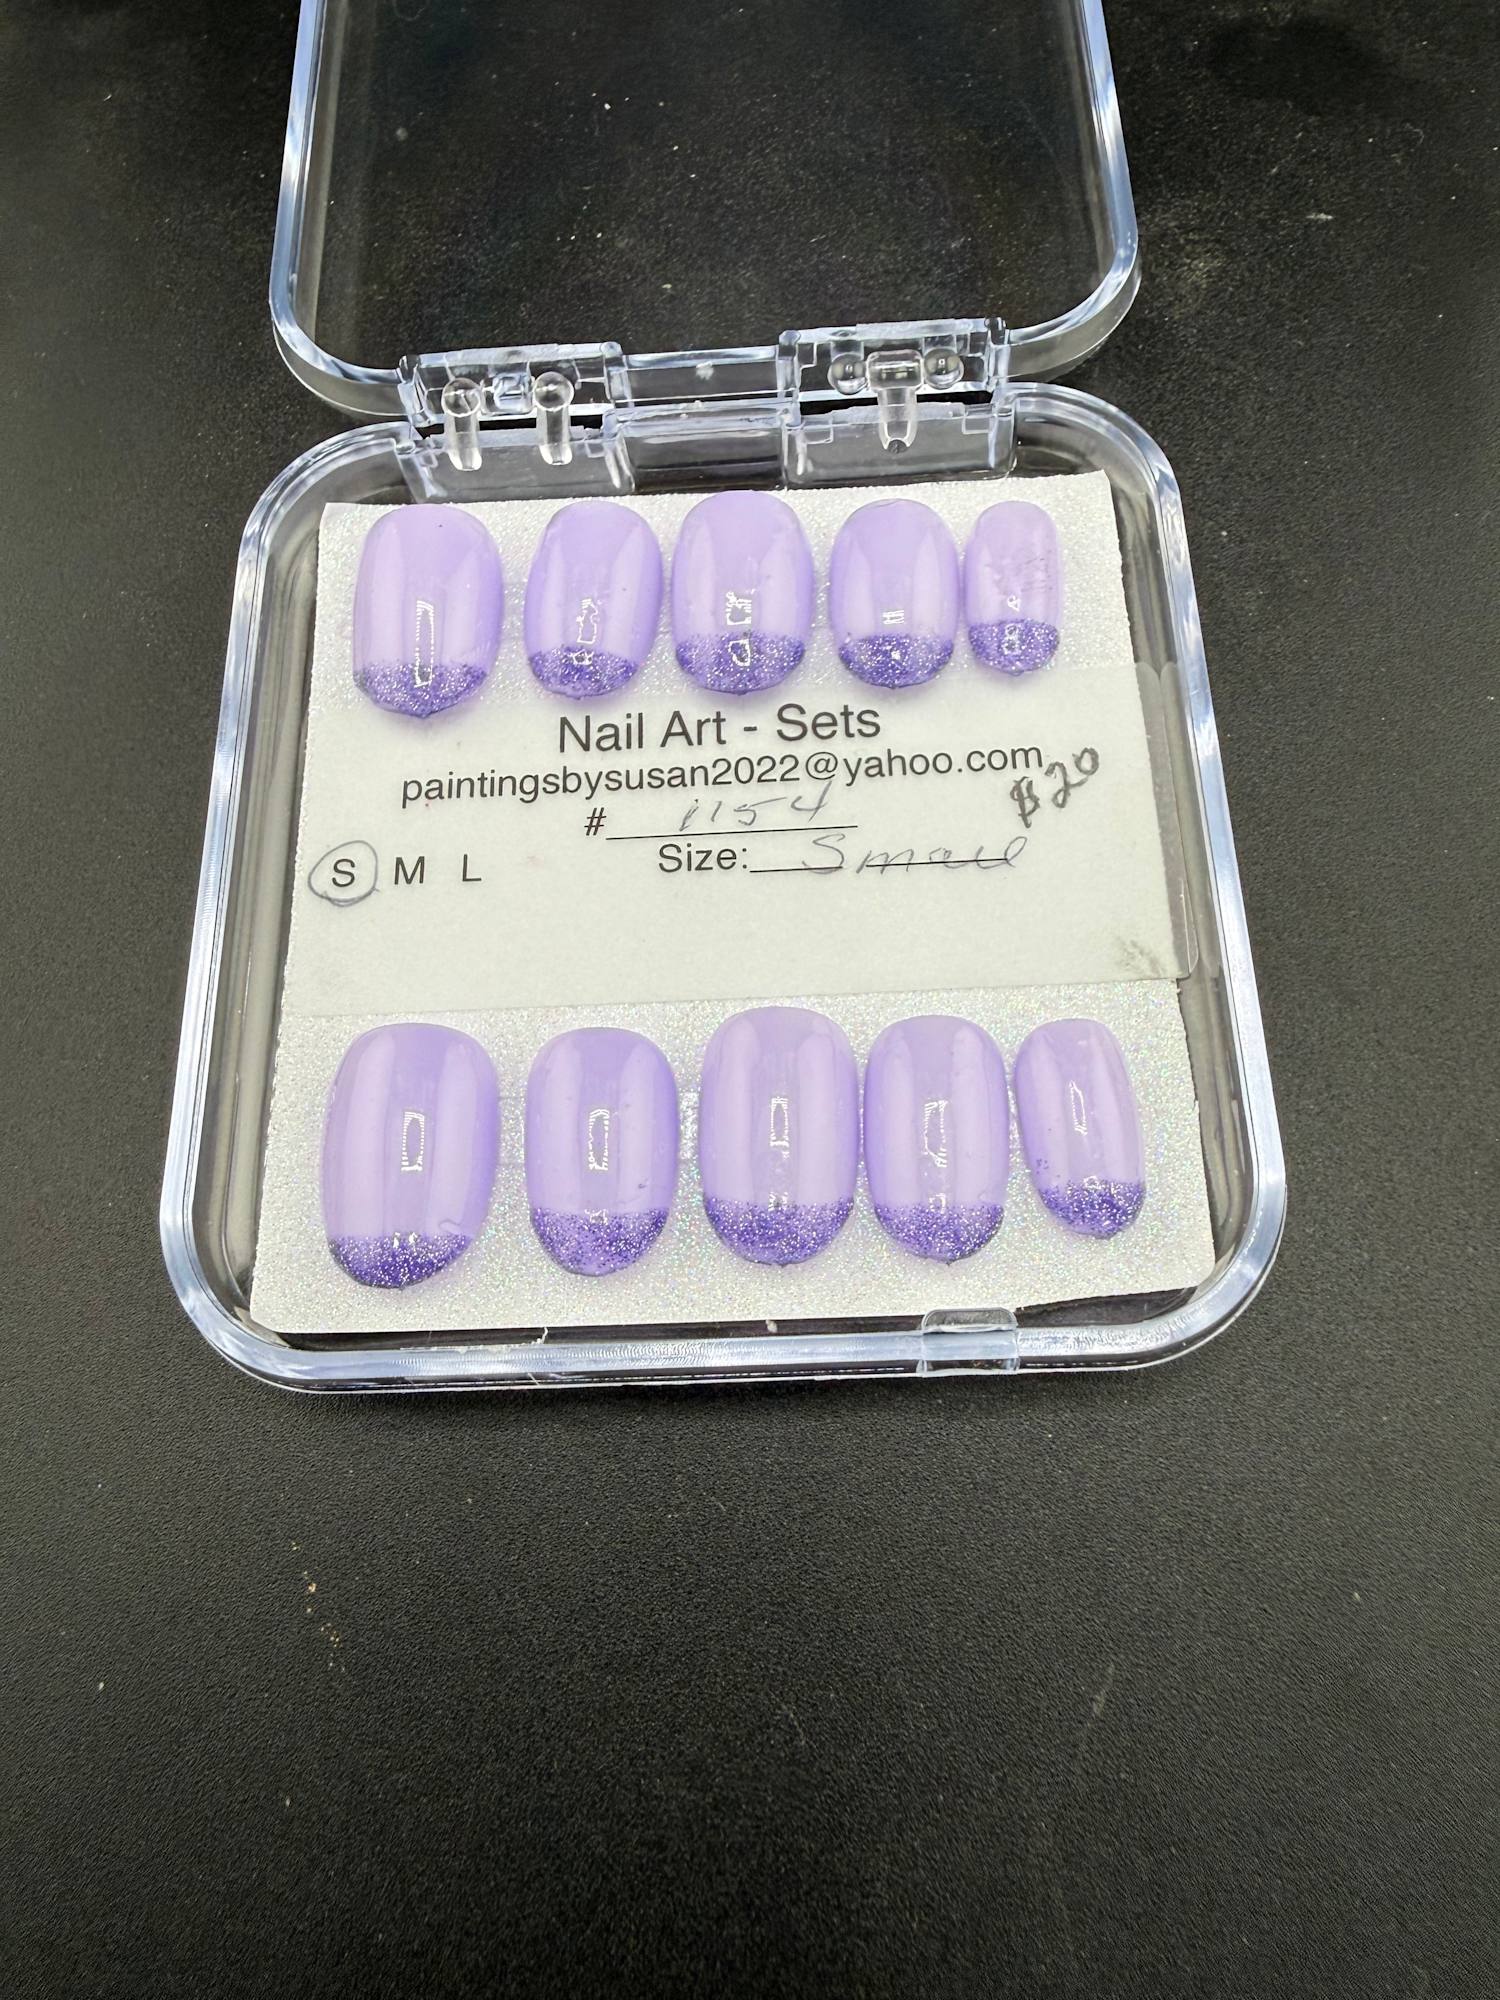 Nail Art - Sets
paintingsbysusan2022@yahoo.com
$20
# 1154
S M L Size: Small